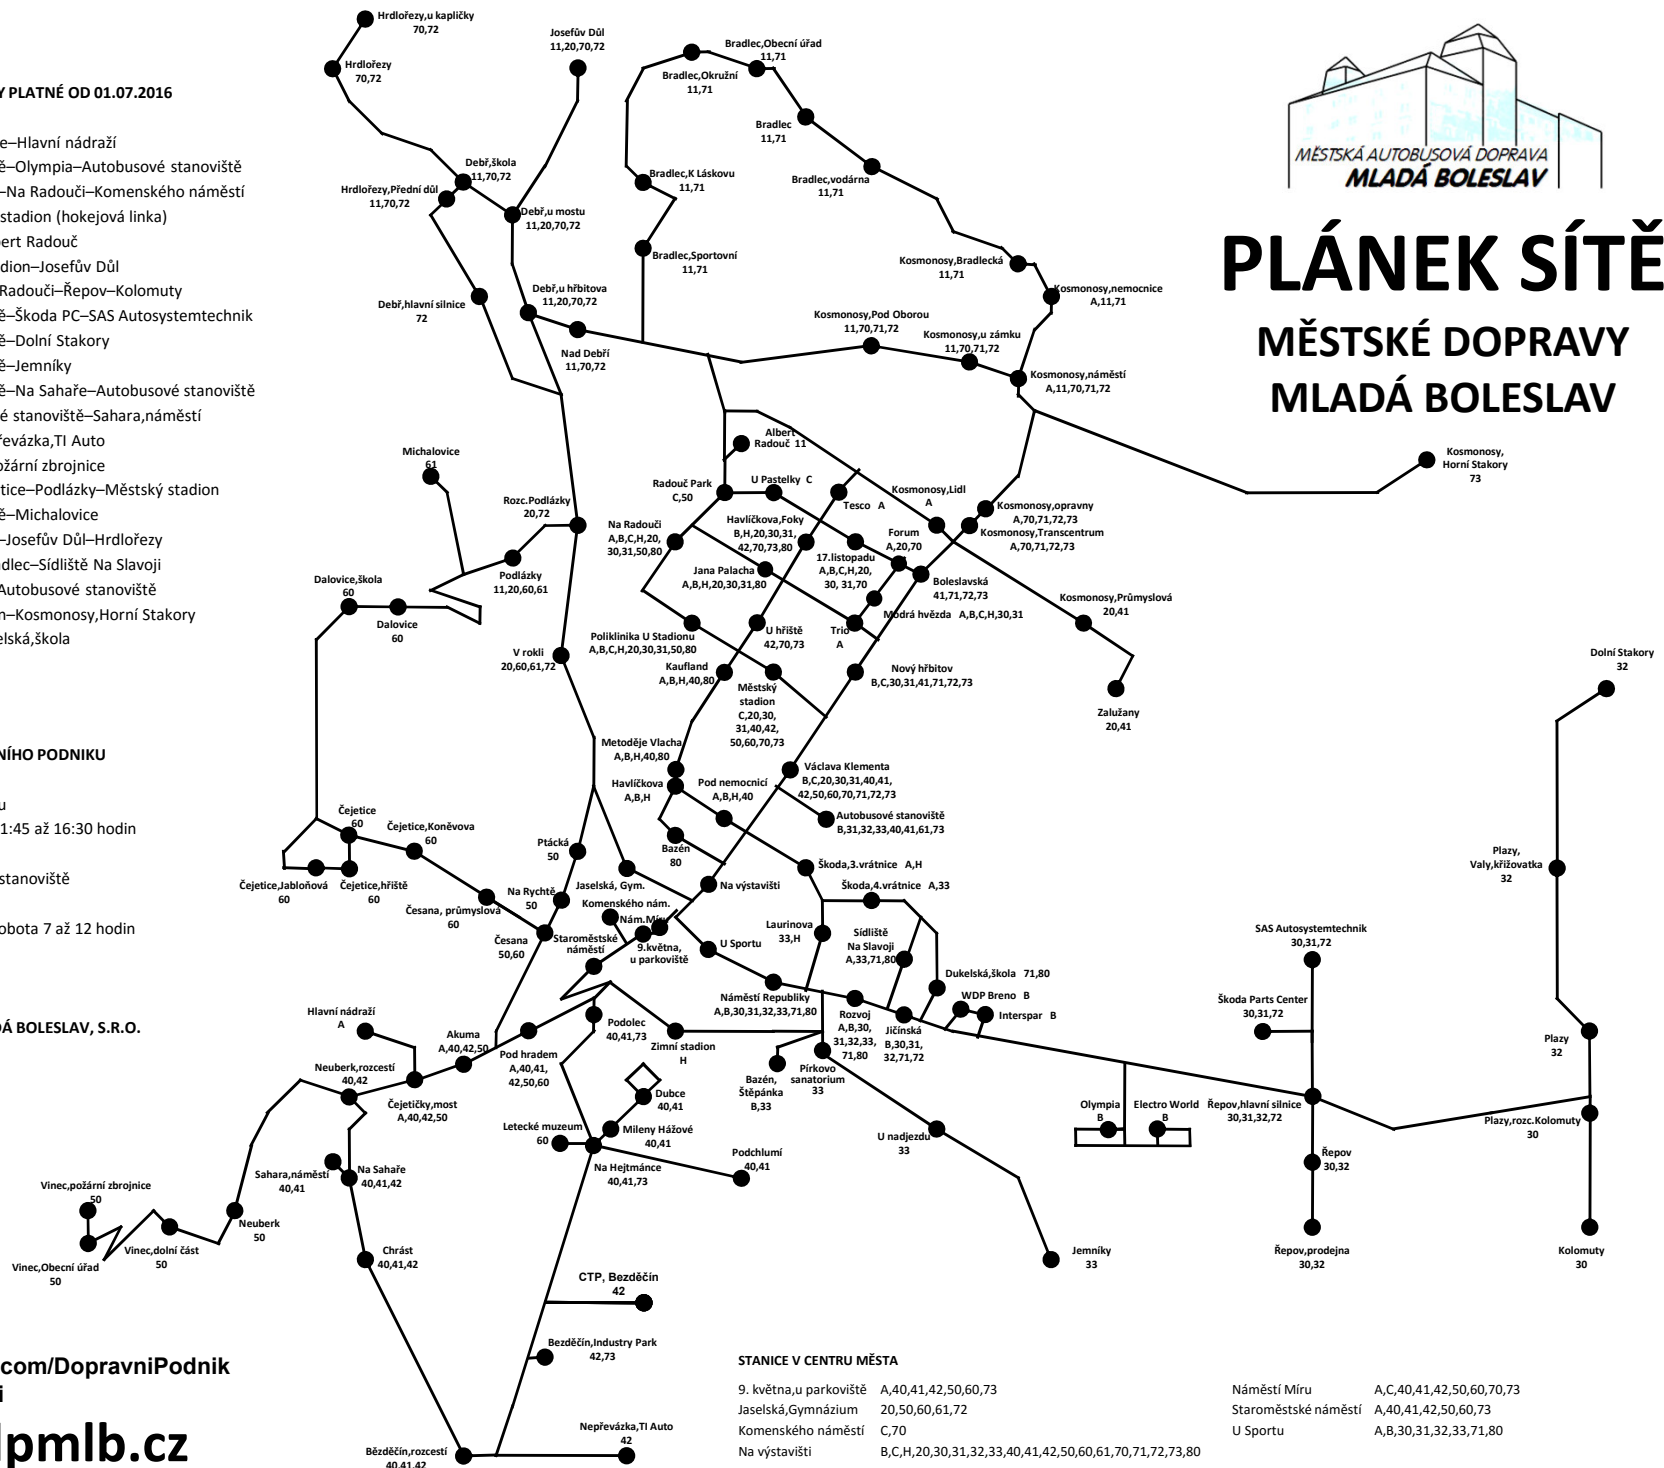 Y PLATNÉ OD 01.07.2016
e–Hlavní nádraží
ě–Olympia–Autobusové stanoviště
–Na Radouči–Komenského náměstí
stadion (hokejová linka)
bert Radouč
dion–Josefův Důl
Radouči–Řepov–Kolomuty
ě–Škoda PC–SAS Autosystemtechnik
ě–Dolní Stakory
ě–Jemníky
ě–Na Sahaře–Autobusové stanoviště
é stanoviště–Sahara,náměstí
řevázka,TI Auto
ožární zbrojnice
tice–Podlázky–Městský stadion
ě–Michalovice
–Josefův Důl–Hrdlořezy
adlec–Sídliště Na Slavoji
Autobusové stanoviště
m–Kosmonosy,Horní Stakory
elská,škola
NÍHO PODNIKU
u
1:45 až 16:30 hodin
stanoviště
obota 7 až 12 hodin
DÁ BOLESLAV, S.R.O.
com/DopravniPodnik
i
dpmlb.cz
MĚSTSKÁ AUTOBUSOVÁ DOPRAVA
MLADÁ BOLESLAV
PLÁNEK SÍTĚ
MĚSTSKÉ DOPRAVY
MLADÁ BOLESLAV
Hrdlořezy,u kapličky
70,72
Hrdlořezy
70,72
Josefův Důl
11,20,70,72
Bradlec,Obecní úřad
11,71
Bradlec,Okružní
11,71
Bradlec
11,71
Bradlec,vodárna
11,71
Bradlec,K Láskovu
11,71
Bradlec,Sportovní
11,71
Debř,škola
11,70,72
Hrdlořezy,Přední důl
11,70,72
Debř,u mostu
11,20,70,72
Debř,hlavní silnice
72
Debř,u hřbitova
11,20,70,72
Nad Debří
11,70,72
Kosmonosy,Bradlecká
11,71
Kosmonosy,nemocnice
A,11,71
Kosmonosy,Pod Oborou
11,70,71,72
Kosmonosy,u zámku
11,70,71,72
Kosmonosy,náměstí
A,11,70,71,72
Kosmonosy,
Horní Stakory
73
Albert
Radouč 11
Michalovice
61
Rozc.Podlázky
20,72
Radouč Park
C,50
U Pastelky C
Tesco A
Kosmonosy,Lidl
A
Kosmonosy,opravny
A,70,71,72,73
Kosmonosy,Transcentrum
A,70,71,72,73
Na Radouči
A,B,C,H,20,
30,31,50,80
Havlíčkova,Foky
B,H,20,30,31,
42,70,73,80
17.listopadu
A,B,C,H,20,
30, 31,70
Forum
A,20,70
Boleslavská
41,71,72,73
Jana Palacha
A,B,H,20,30,31,80
Modrá hvězda A,B,C,H,30,31
Kosmonosy,Průmyslová
20,41
Podlázky
11,20,60,61
Dalovice,škola
60
Dalovice
60
V rokli
20,60,61,72
Poliklinika U Stadionu
A,B,C,H,20,30,31,50,80
U hřiště
42,70,73
Trio
A
Kaufland
A,B,H,40,80
Městský
stadion
C,20,30,
31,40,42,
50,60,70,73
Nový hřbitov
B,C,30,31,41,71,72,73
Zalužany
20,41
Dolní Stakory
32
Metoděje Vlacha
A,B,H,40,80
Havlíčkova
A,B,H
Pod nemocnicí
A,B,H,40
Václava Klementa
B,C,20,30,31,40,41,
42,50,60,70,71,72,73
Autobusové stanoviště
B,31,32,33,40,41,61,73
Bazén
80
Čejetice
60
Čejetice,Koněvova
60
Čejetice,Jabloňová
60
Čejetice,hřiště
60
Česana, průmyslová
60
Ptácká
50
Na Rychtě
50
Česana
50,60
Jaselská, Gym.
Komenského nám.
Nám.Míru
Staroměstské
náměstí
9.května,
u parkoviště
Na výstavišti
U Sportu
Škoda,3.vrátnice A,H
Škoda,4.vrátnice A,33
Laurinova
33,H
Sídliště
Na Slavoji
A,33,71,80
Dukelská,škola 71,80
WDP Breno B
Interspar B
Náměstí Republiky
A,B,30,31,32,33,71,80
Rozvoj
A,B,30,
31,32,33,
71,80
Jičínská
B,30,31,
32,71,72
Plazy,
Valy,křižovatka
32
SAS Autosystemtechnik
30,31,72
Škoda Parts Center
30,31,72
Plazy
32
Hlavní nádraží
A
Akuma
A,40,42,50
Pod hradem
A,40,41,
42,50,60
Podolec
40,41,73
Zimní stadion
H
Bazén,
Štěpánka
B,33
Pírkovo
sanatorium
33
Neuberk,rozcestí
40,42
Čejetičky,most
A,40,42,50
Dubce
40,41
Letecké muzeum
60
Mileny Hážové
40,41
Na Hejtmánce
40,41,73
Podchlumí
40,41
U nadjezdu
33
Olympia
B
Electro World
B
Řepov,hlavní silnice
30,31,32,72
Plazy,rozc.Kolomuty
30
Řepov
30,32
Sahara,náměstí
40,41
Na Sahaře
40,41,42
Vinec,požární zbrojnice
50
Vinec,Obecní úřad
50
Vinec,dolní část
50
Neuberk
50
Chrást
40,41,42
Jemníky
33
Řepov,prodejna
30,32
Kolomuty
30
CTP, Bezděčín
42
Bezděčín,Industry Park
42,73
Nepřevázka,TI Auto
42
Bězděčín,rozcestí
40,41,42
STANICE V CENTRU MĚSTA
9. května,u parkoviště A,40,41,42,50,60,73
Jaselská,Gymnázium 20,50,60,61,72
Komenského náměstí C,70
Na výstavišti B,C,H,20,30,31,32,33,40,41,42,50,60,61,70,71,72,73,80
Náměstí Míru A,C,40,41,42,50,60,70,73
Staroměstské náměstí A,40,41,42,50,60,73
U Sportu A,B,30,31,32,33,71,80